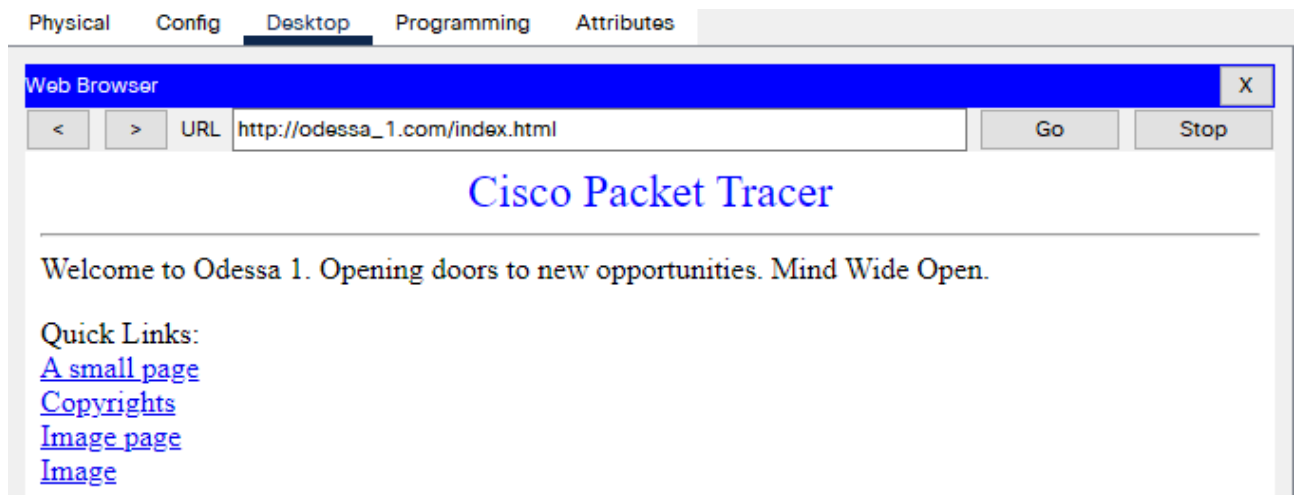 Physical Config Desktop Programming Attributes
Web Browser X
< > URL http://odessa_1.com/index.html Go Stop
Cisco Packet Tracer
Welcome to Odessa 1. Opening doors to new opportunities. Mind Wide Open.
Quick Links:
A small page
Copyrights
Image page
Image